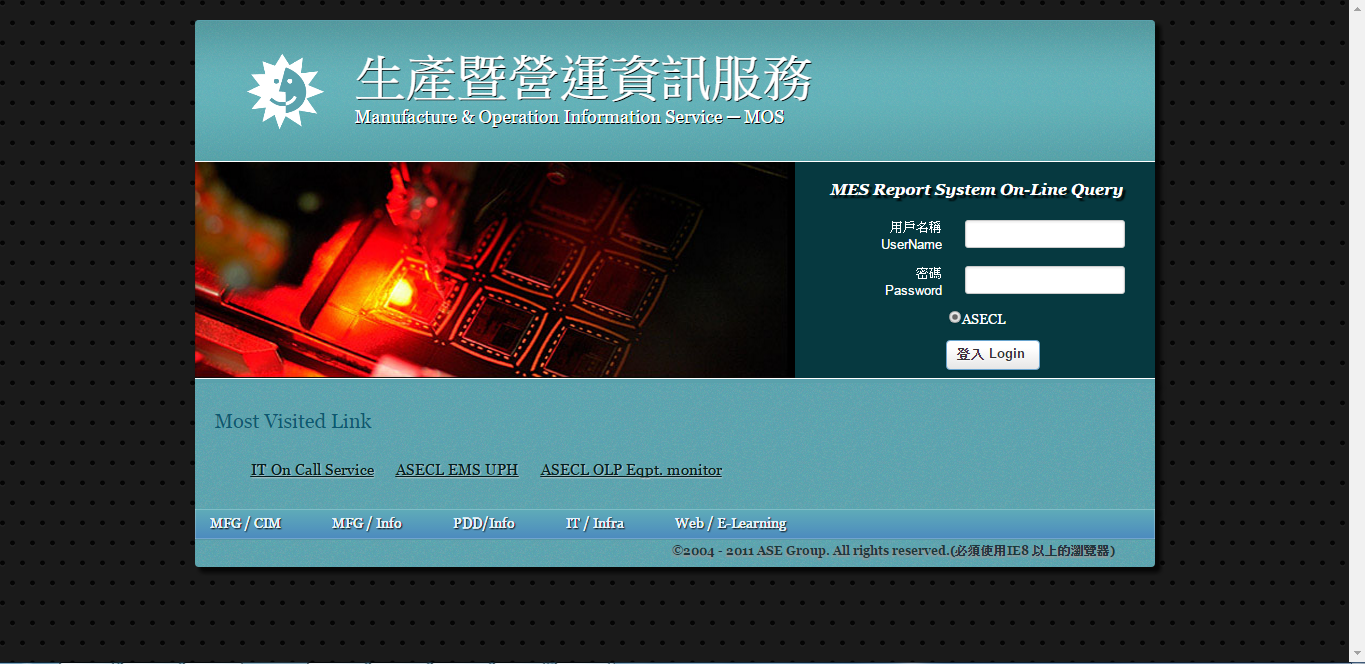 生產暨營運資訊服務
Manufacture & Operation Information Service － MOS
MES Report System On-Line Query
用戶名稱
UserName
密碼
Password
ASECL
登入 Login
Most Visited Link
IT On Call Service ASECL EMS UPH ASECL OLP Eqpt. monitor
MFG / CIM MFG / Info PDD/Info IT / Infra Web / E-Learning
©2004 - 2011 ASE Group. All rights reserved.(必須使用IE8 以上的瀏覽器)